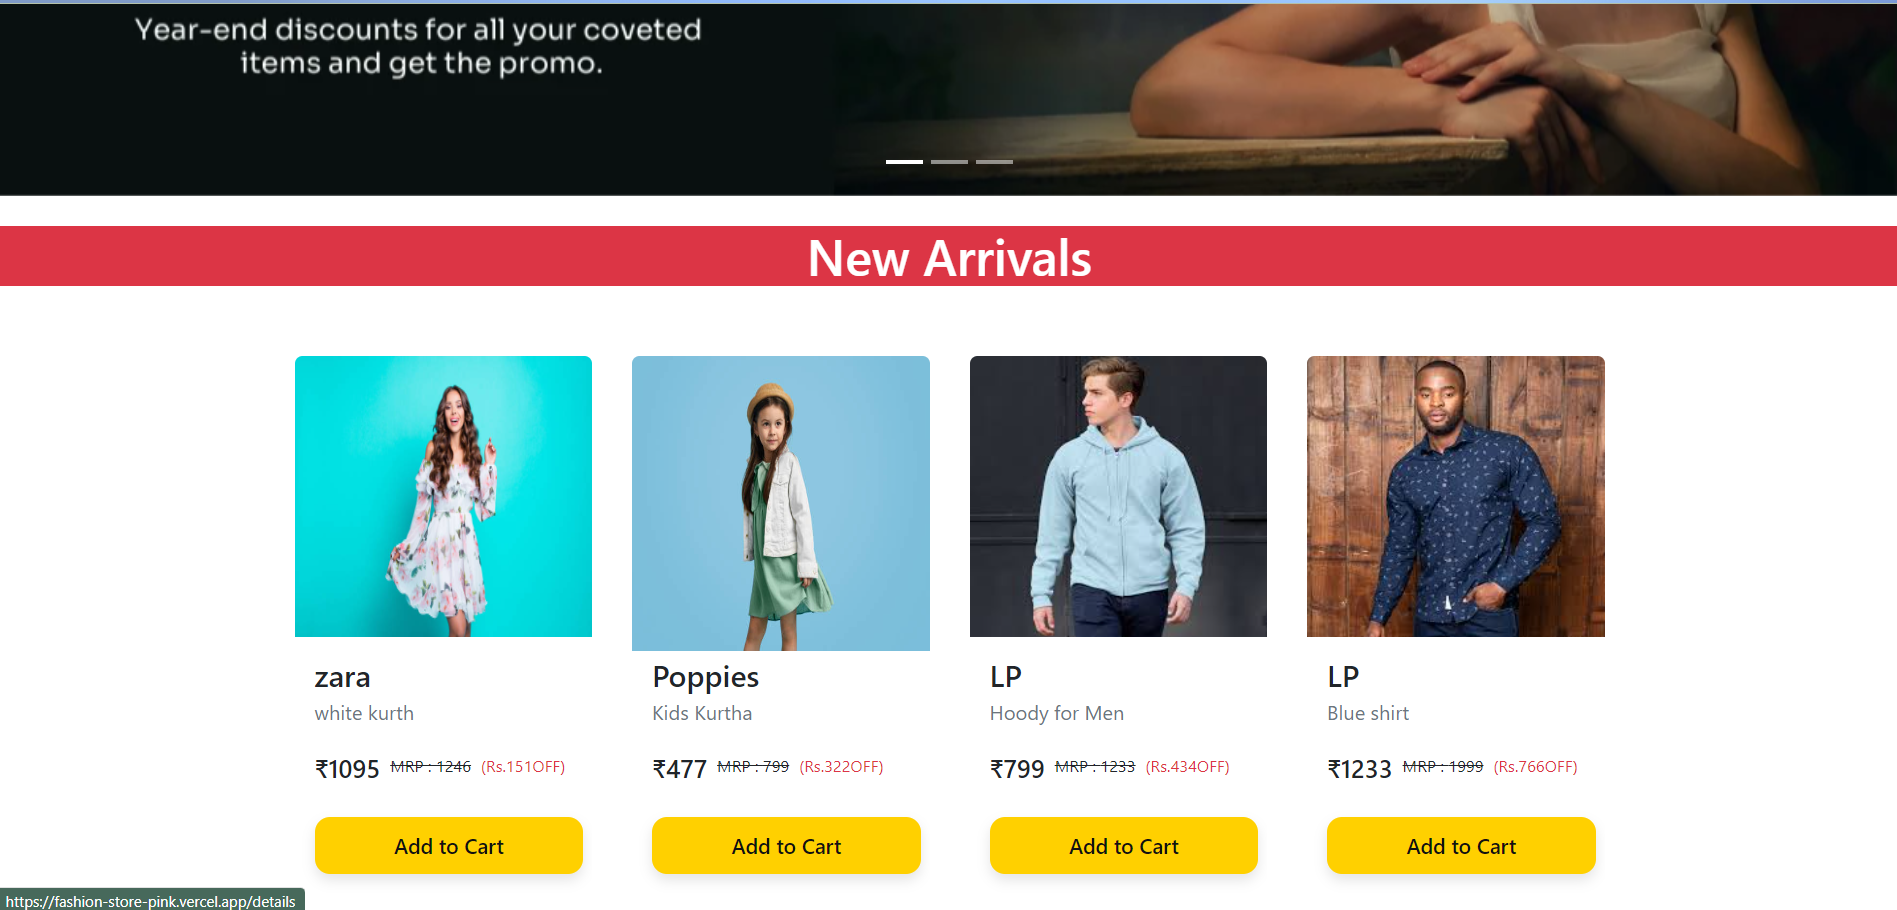 Year-end discounts for all your coveted
items and get the promo.
New Arrivals
zara
white kurth
₹1095 MRP : 1246 (Rs.151OFF)
Add to Cart
Poppies
Kids Kurtha
₹477 MRP : 799 (Rs.322OFF)
Add to Cart
LP
Hoody for Men
₹799 MRP : 1233 (Rs.434OFF)
Add to Cart
LP
Blue shirt
₹1233 MRP : 1999 (Rs.766OFF)
Add to Cart
https://fashion-store-pink.vercel.app/details